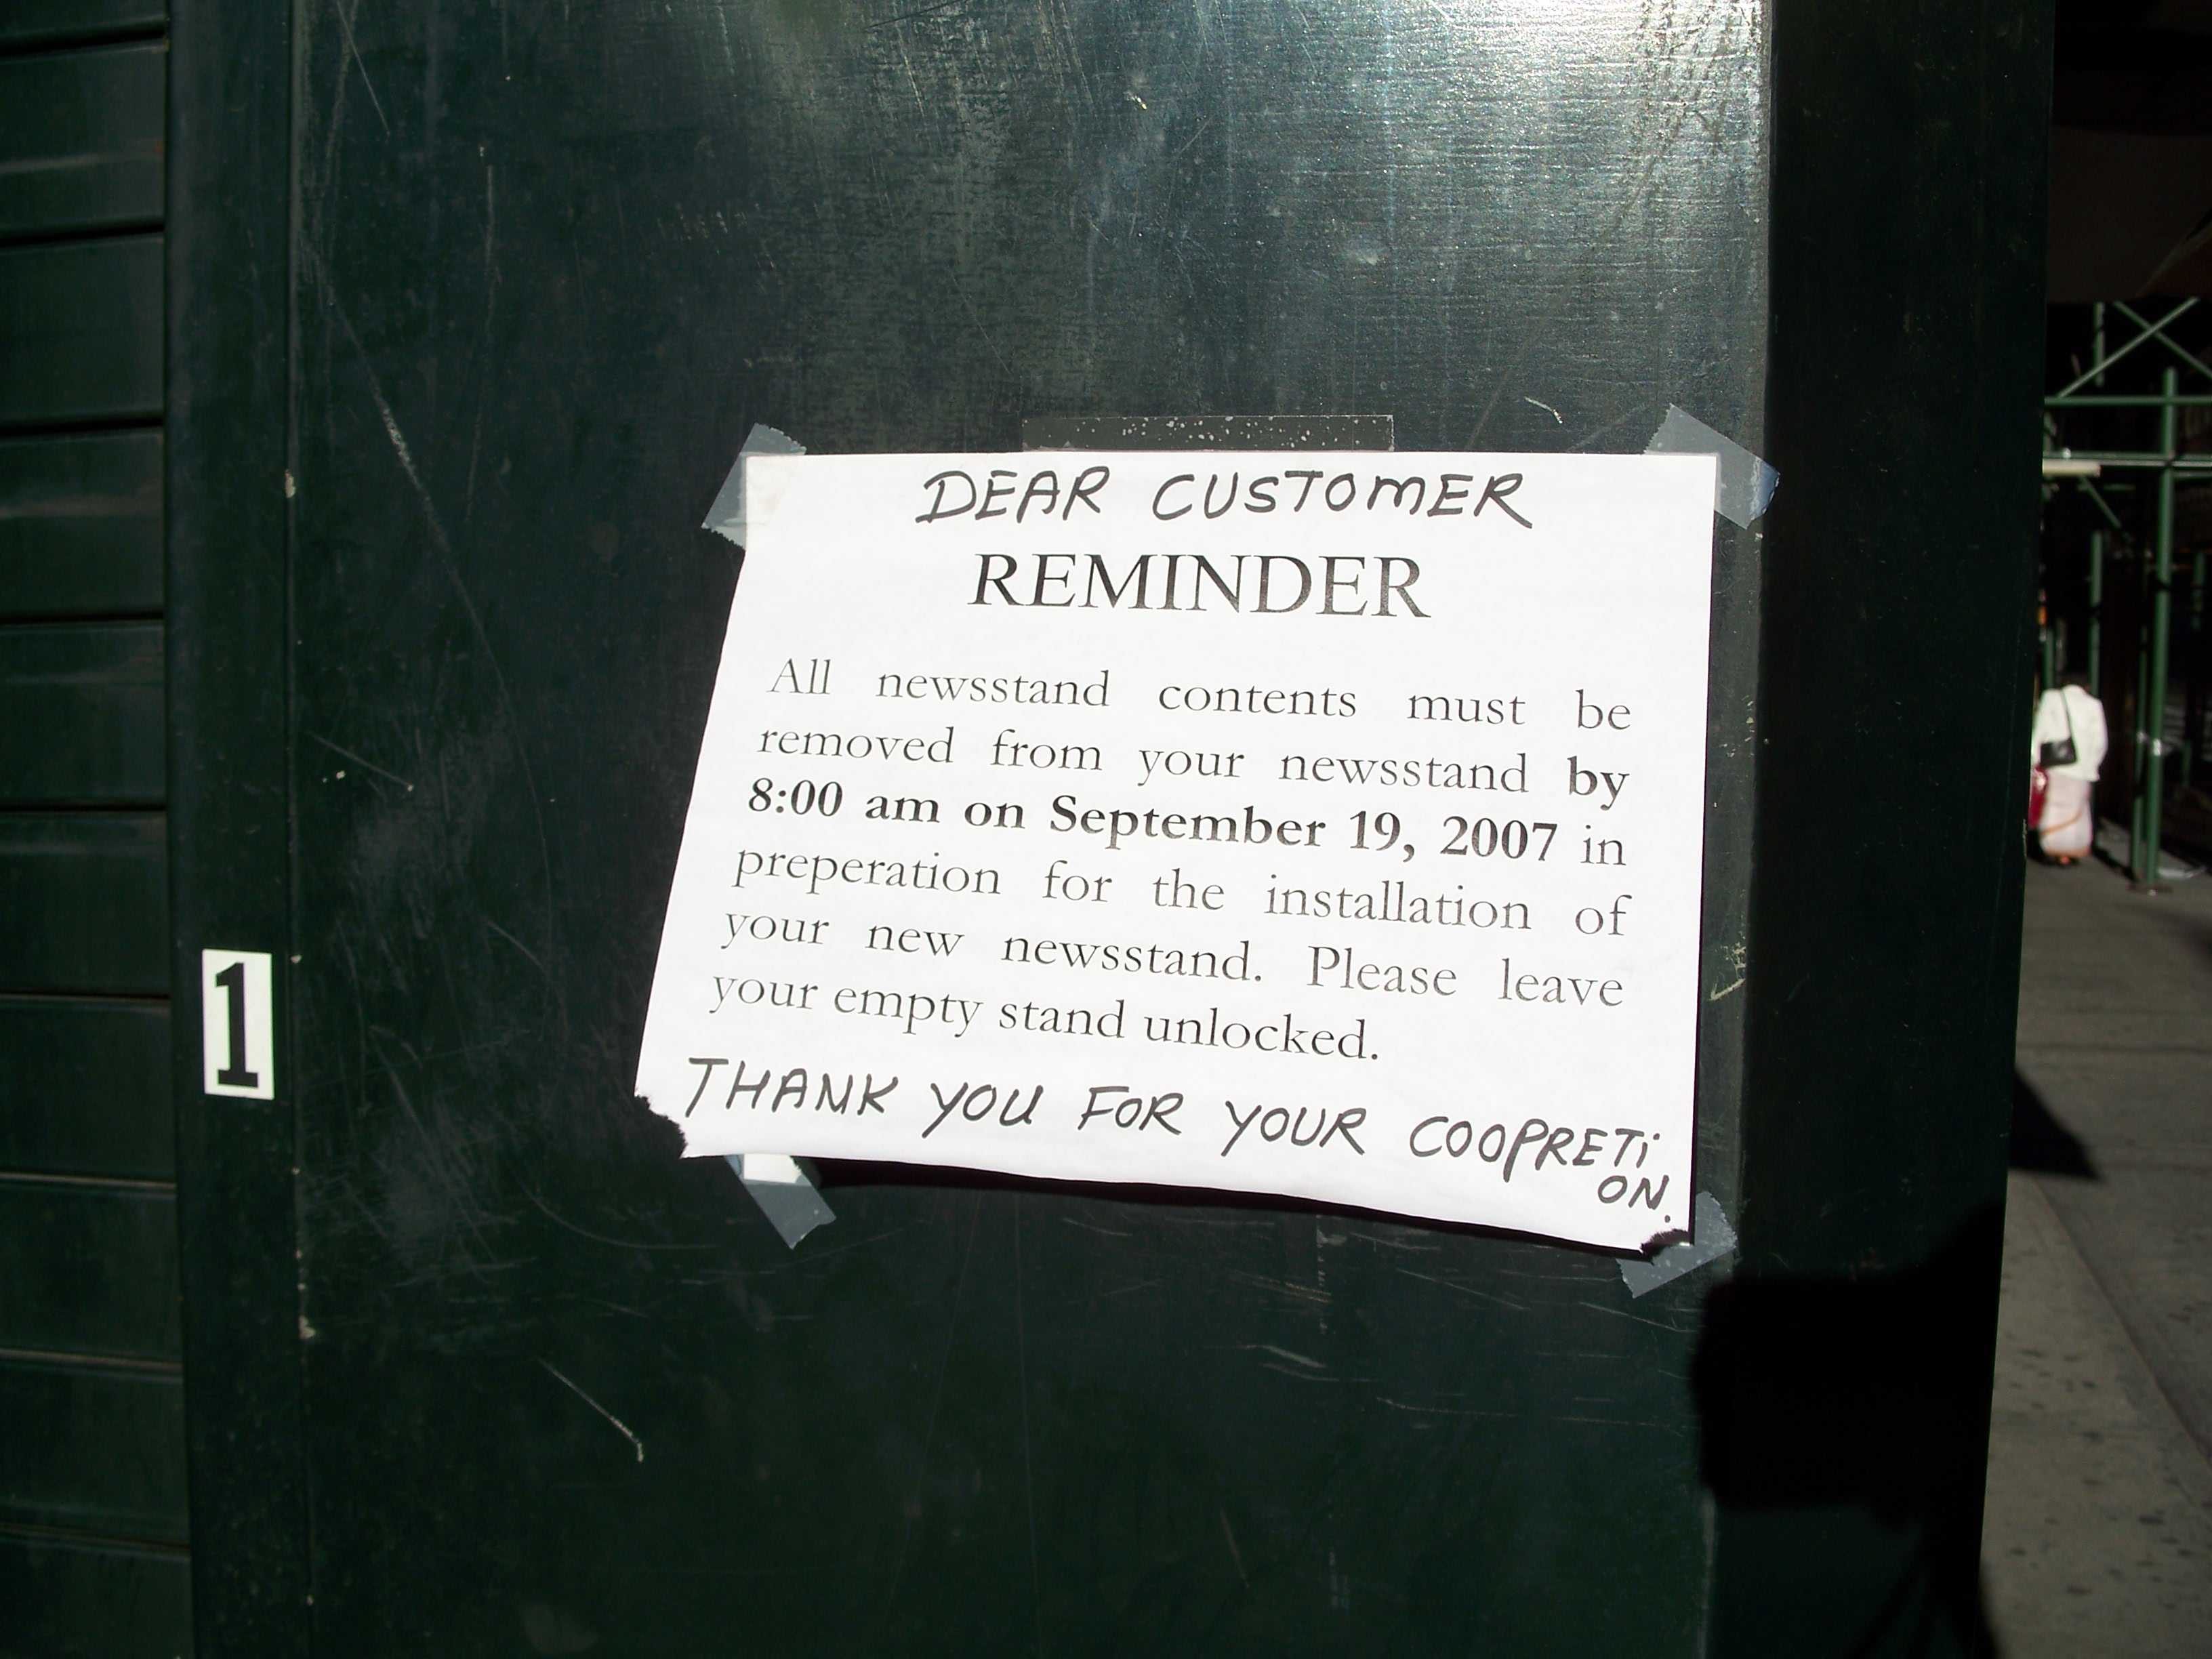 DEAR CUSTOMER
REMINDER
All newsstand contents must be
removed from your newsstand by
8:00 am on September 19, 2007 in
preperation for the installation of
your new newsstand. Please leave
your empty stand unlocked.
THANK YOU FOR YOUR COOPRETi
ON.
1